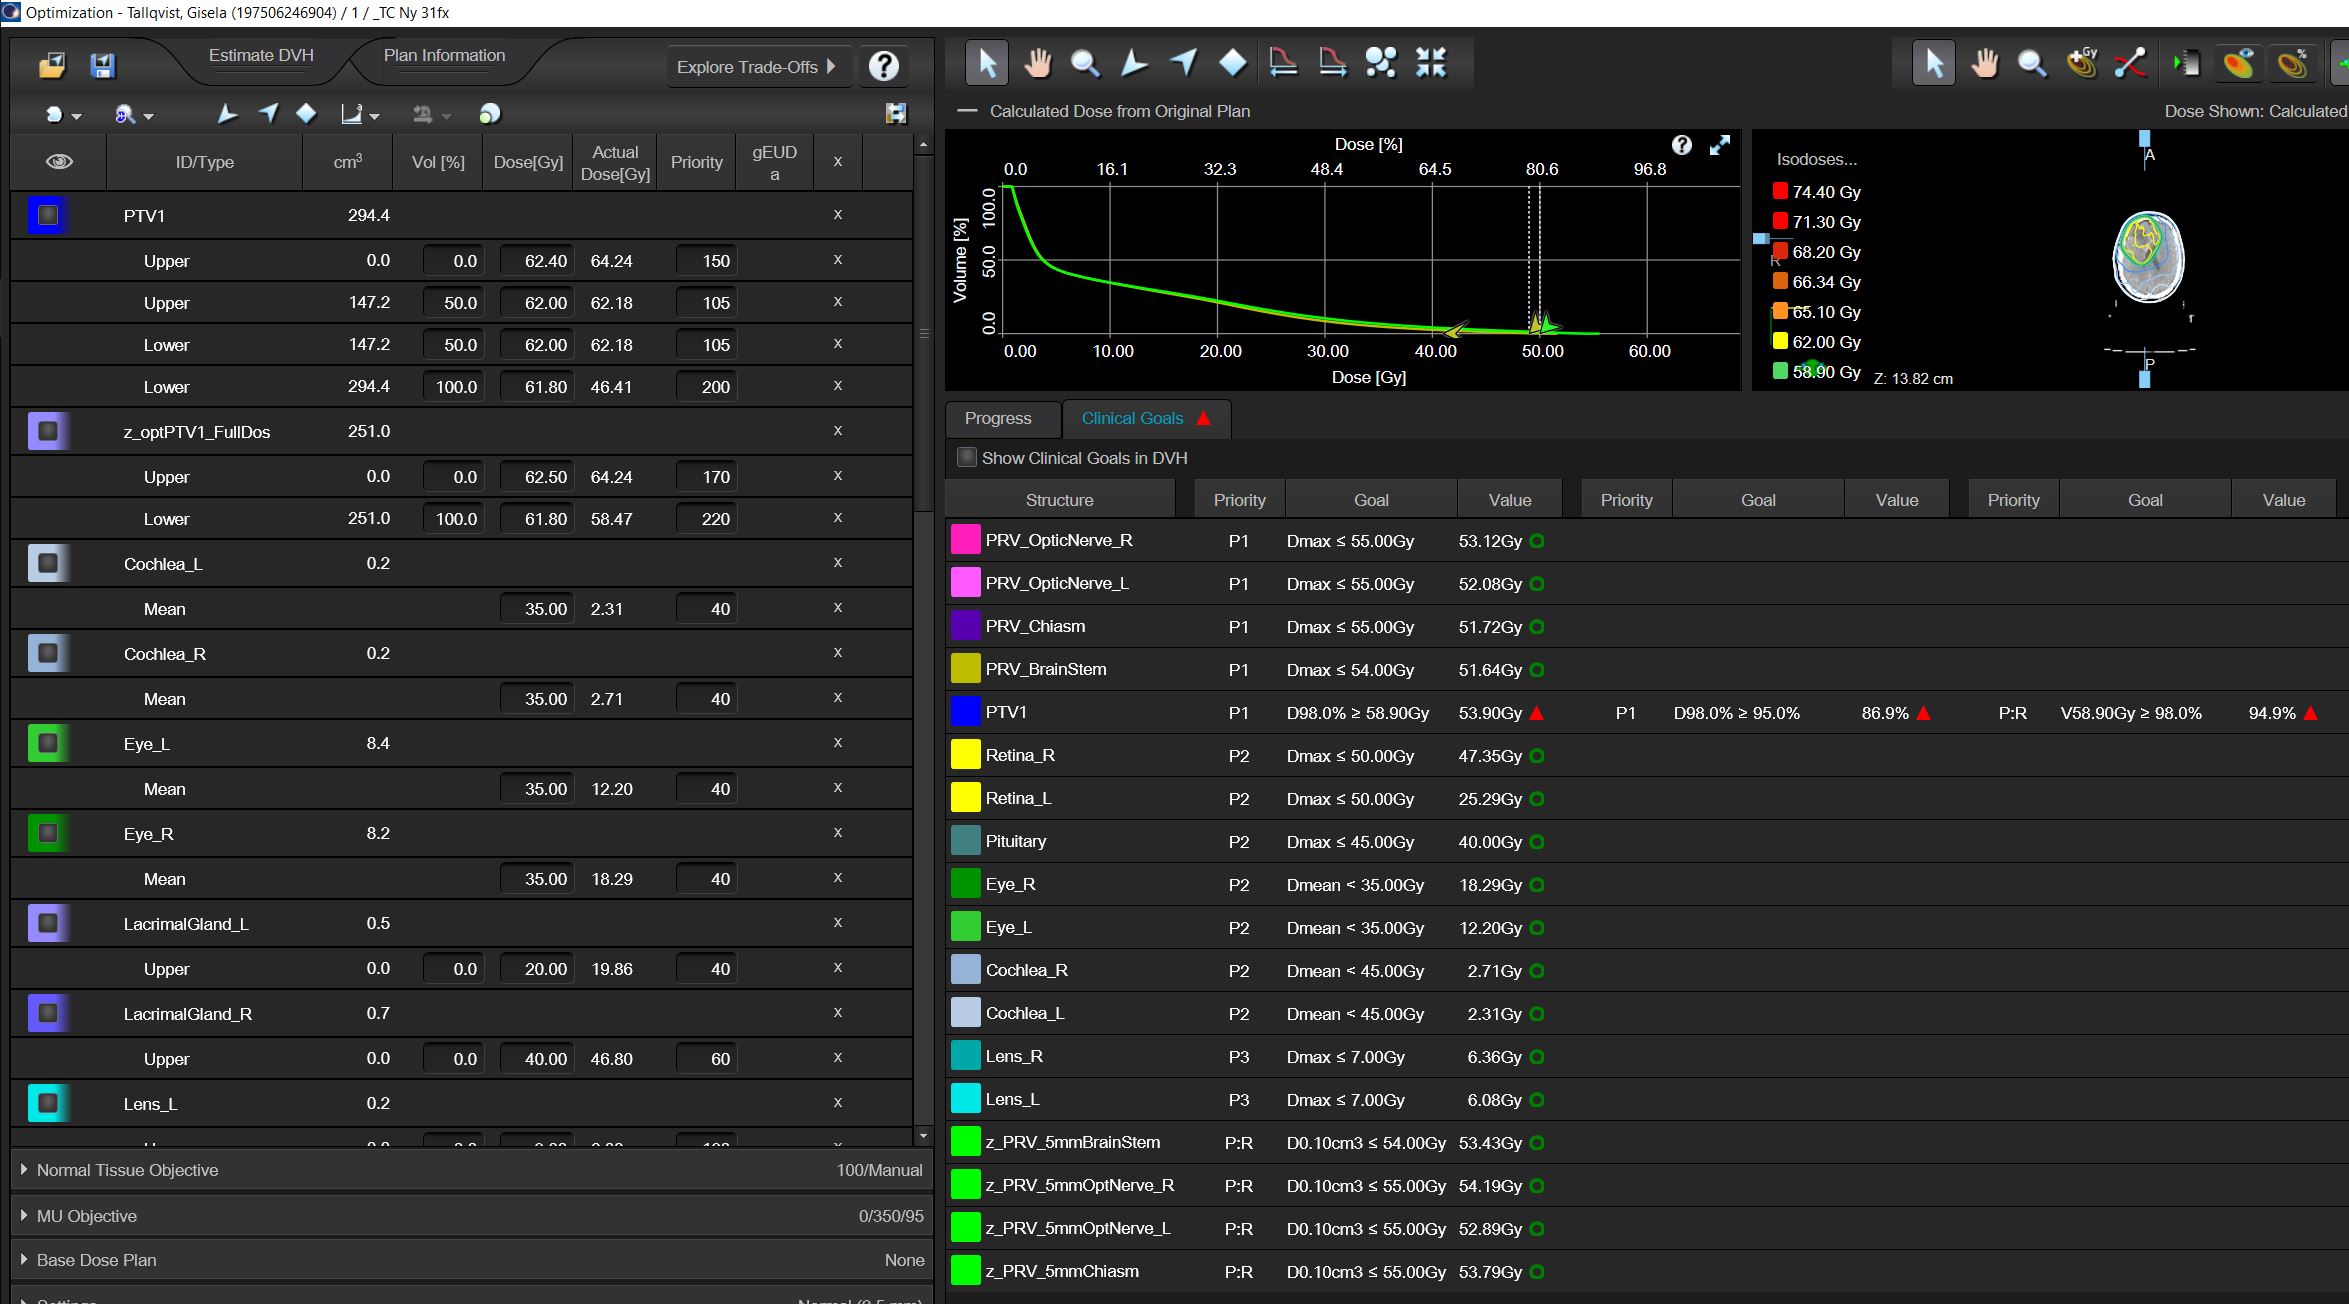 Optimization - Tallqvist, Gisela (197506246904) / 1 / _TC Ny 31fx
Estimate DVH
Plan Information
Explore Trade-Offs
ID/Type cm3 Vol [%] Dose[Gy] Actual Dose[Gy] Priority gEUD a x
PTV1 294.4 x
Upper 0.0 0.0 62.40 64.24 150 x
Upper 147.2 50.0 62.00 62.18 105 x
Lower 147.2 50.0 62.00 62.18 105 x
Lower 294.4 100.0 61.80 46.41 200 x
z_optPTV1_FullDos 251.0 x
Upper 0.0 0.0 62.50 64.24 170 x
Lower 251.0 100.0 61.80 58.47 220 x
Cochlea_L 0.2 x
Mean 35.00 2.31 40 x
Cochlea_R 0.2 x
Mean 35.00 2.71 40 x
Eye_L 8.4 x
Mean 35.00 12.20 40 x
Eye_R 8.2 x
Mean 35.00 18.29 40 x
LacrimalGland_L 0.5 x
Upper 0.0 0.0 20.00 19.86 40 x
LacrimalGland_R 0.7 x
Upper 0.0 0.0 40.00 46.80 60 x
Lens_L 0.2 x
Normal Tissue Objective 100/Manual
MU Objective 0/350/95
Base Dose Plan None
Calculated Dose from Original Plan
Dose [%]
0.0 16.1 32.3 48.4 64.5 80.6 96.8
Volume [%]
100.0
50.0
0.0
0.00 10.00 20.00 30.00 40.00 50.00 60.00
Dose [Gy]
Dose Shown: Calculated
Isodoses...
74.40 Gy
71.30 Gy
68.20 Gy
66.34 Gy
65.10 Gy
62.00 Gy
58.90 Gy
A
R
r
P
Z: 13.82 cm
Progress
Clinical Goals
Show Clinical Goals in DVH
Structure Priority Goal Value Priority Goal Value Priority Goal Value
PRV_OpticNerve_R P1 Dmax ≤ 55.00Gy 53.12Gy
PRV_OpticNerve_L P1 Dmax ≤ 55.00Gy 52.08Gy
PRV_Chiasm P1 Dmax ≤ 55.00Gy 51.72Gy
PRV_BrainStem P1 Dmax ≤ 54.00Gy 51.64Gy
PTV1 P1 D98.0% ≥ 58.90Gy 53.90Gy P1 D98.0% ≥ 95.0% 86.9% P:R V58.90Gy ≥ 98.0% 94.9%
Retina_R P2 Dmax ≤ 50.00Gy 47.35Gy
Retina_L P2 Dmax ≤ 50.00Gy 25.29Gy
Pituitary P2 Dmax ≤ 45.00Gy 40.00Gy
Eye_R P2 Dmean < 35.00Gy 18.29Gy
Eye_L P2 Dmean < 35.00Gy 12.20Gy
Cochlea_R P2 Dmean < 45.00Gy 2.71Gy
Cochlea_L P2 Dmean < 45.00Gy 2.31Gy
Lens_R P3 Dmax ≤ 7.00Gy 6.36Gy
Lens_L P3 Dmax ≤ 7.00Gy 6.08Gy
z_PRV_5mmBrainStem P:R D0.10cm3 ≤ 54.00Gy 53.43Gy
z_PRV_5mmOptNerve_R P:R D0.10cm3 ≤ 55.00Gy 54.19Gy
z_PRV_5mmOptNerve_L P:R D0.10cm3 ≤ 55.00Gy 52.89Gy
z_PRV_5mmChiasm P:R D0.10cm3 ≤ 55.00Gy 53.79Gy